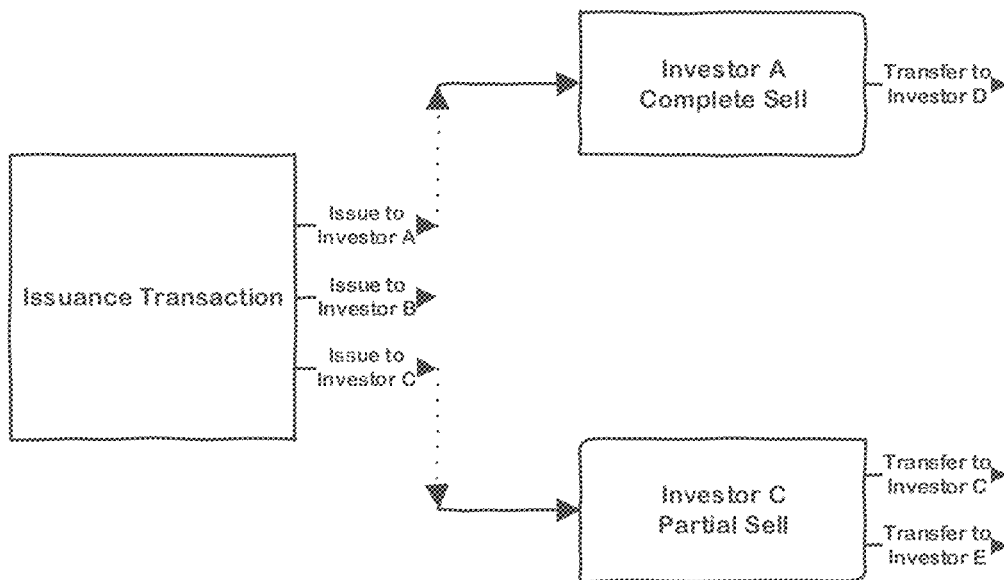 Investor A
Complete Sell
Transfer to
Investor D
Issue to
Investor A
Issuance Transaction
Issue to
Investor B
Issue to
Investor C
Investor C
Partial Sell
Transfer to
Investor C
Transfer to
Investor E